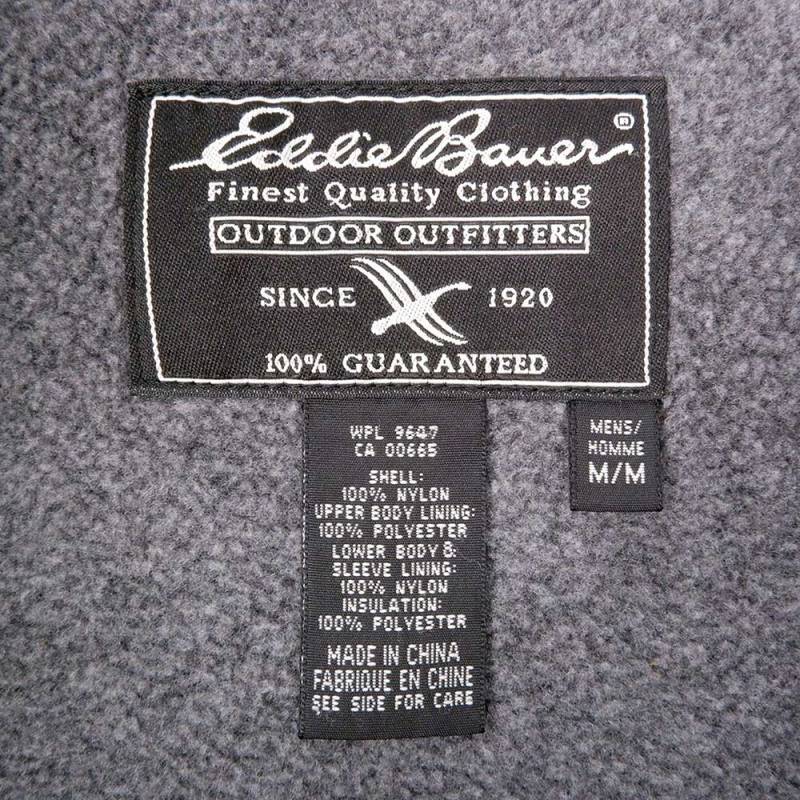 Eddie Bauer®
Finest Quality Clothing
OUTDOOR OUTFITTERS
SINCE 1920
100% GUARANTEED
WPL 9647
CA 00665
SHELL:
100% NYLON
UPPER BODY LINING:
100% POLYESTER
LOWER BODY &
SLEEVE LINING:
100% NYLON
INSULATION:
100% POLYESTER
MADE IN CHINA
FABRIQUE EN CHINE
SEE SIDE FOR CARE
MENS/
HOMME
M/M